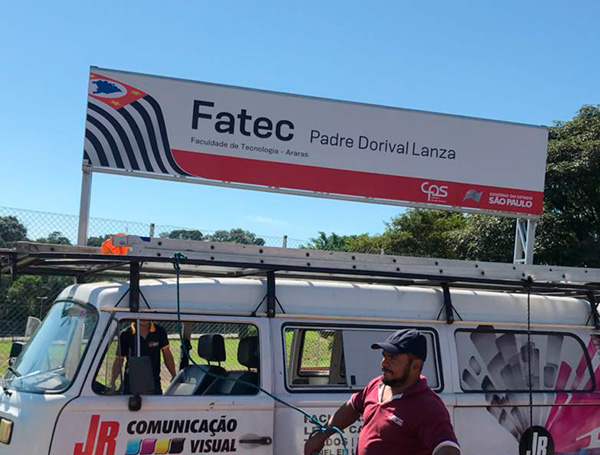 Fatec
Padre Dorival Lanza
Faculdade de Tecnologia - Araras
cps
GOVERNO DO ESTADO
SÃO PAULO
JR
COMUNICAÇÃO
VISUAL
JR